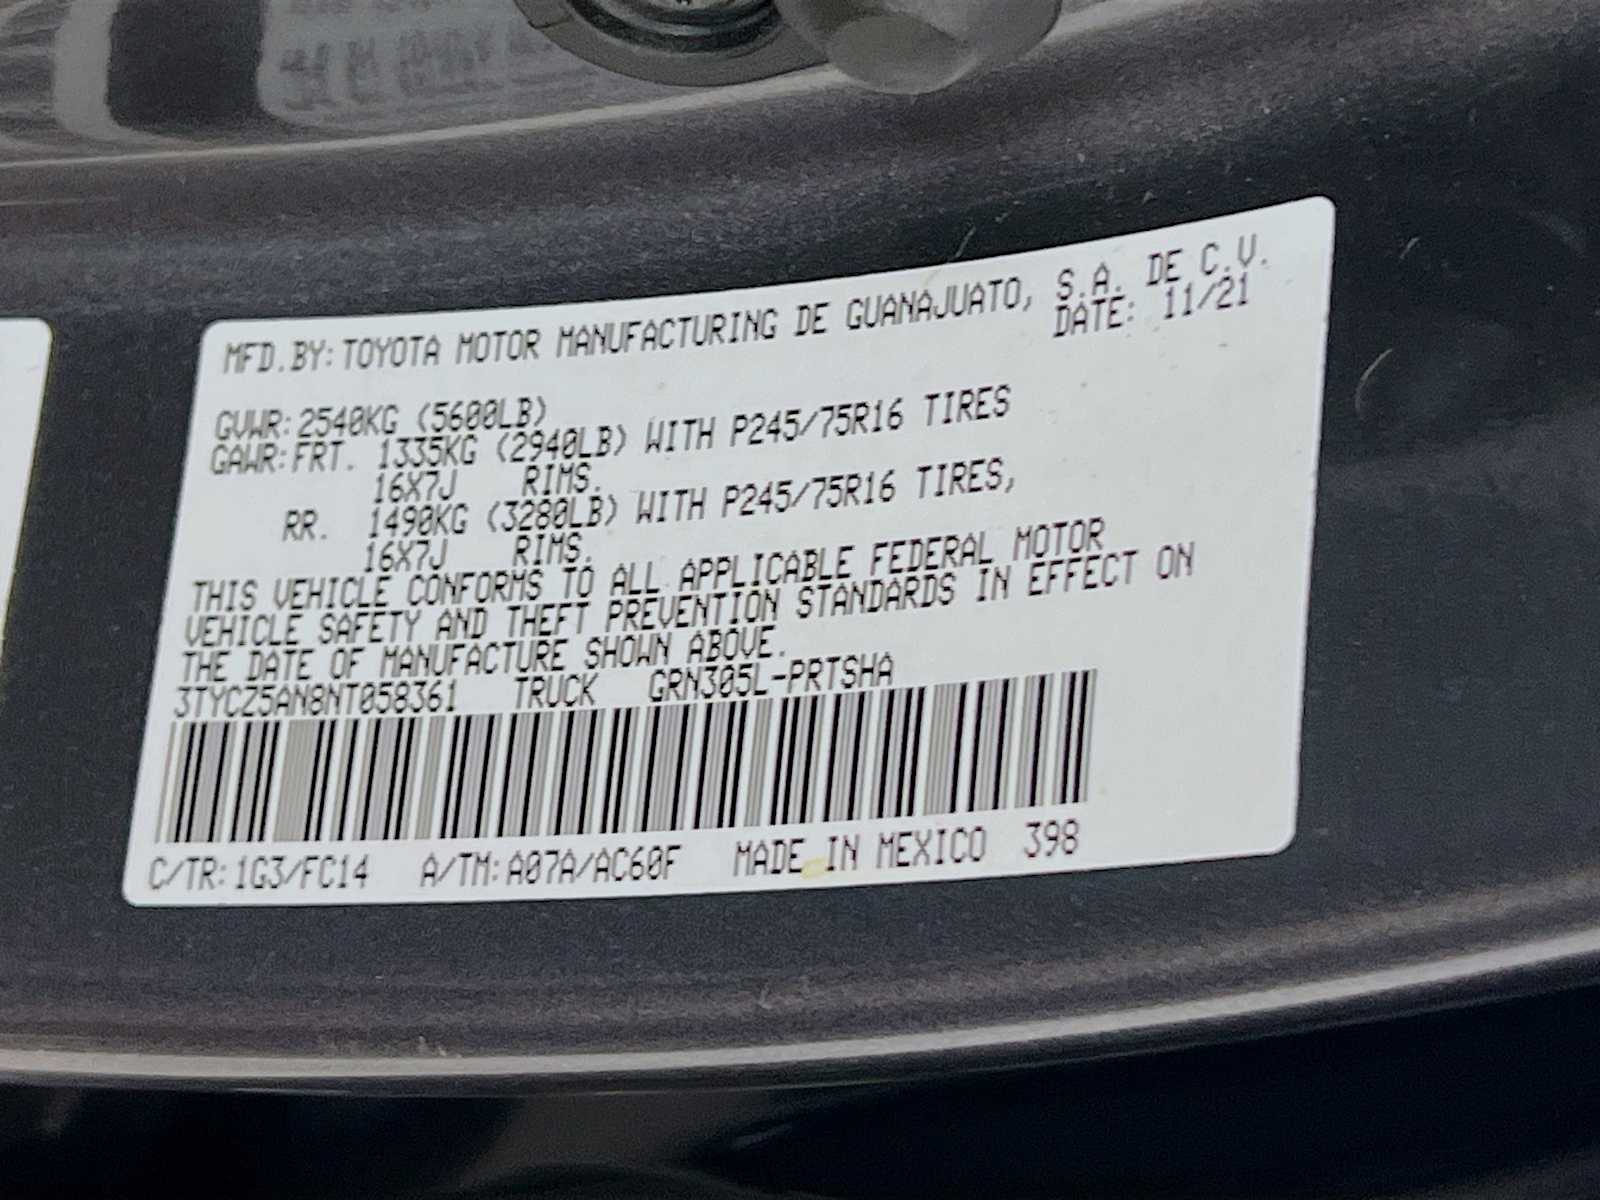 MFD.BY:TOYOTA MOTOR MANUFACTURING DE GUANAJUATO, S.A. DE C.V.
DATE: 11/21
GVWR:2540KG (5600LB)
GAWR:FRT. 1335KG (2940LB) WITH P245/75R16 TIRES
16X7J RIMS.
RR. 1490KG (3280LB) WITH P245/75R16 TIRES,
16X7J RIMS.
THIS VEHICLE CONFORMS TO ALL APPLICABLE FEDERAL MOTOR
VEHICLE SAFETY AND THEFT PREVENTION STANDARDS IN EFFECT ON
THE DATE OF MANUFACTURE SHOWN ABOVE.
3TYCZ5AN8NT058361 TRUCK GRN305L-PRTSHA
C/TR:1G3/FC14 A/TM:A07A/AC60F MADE IN MEXICO 398